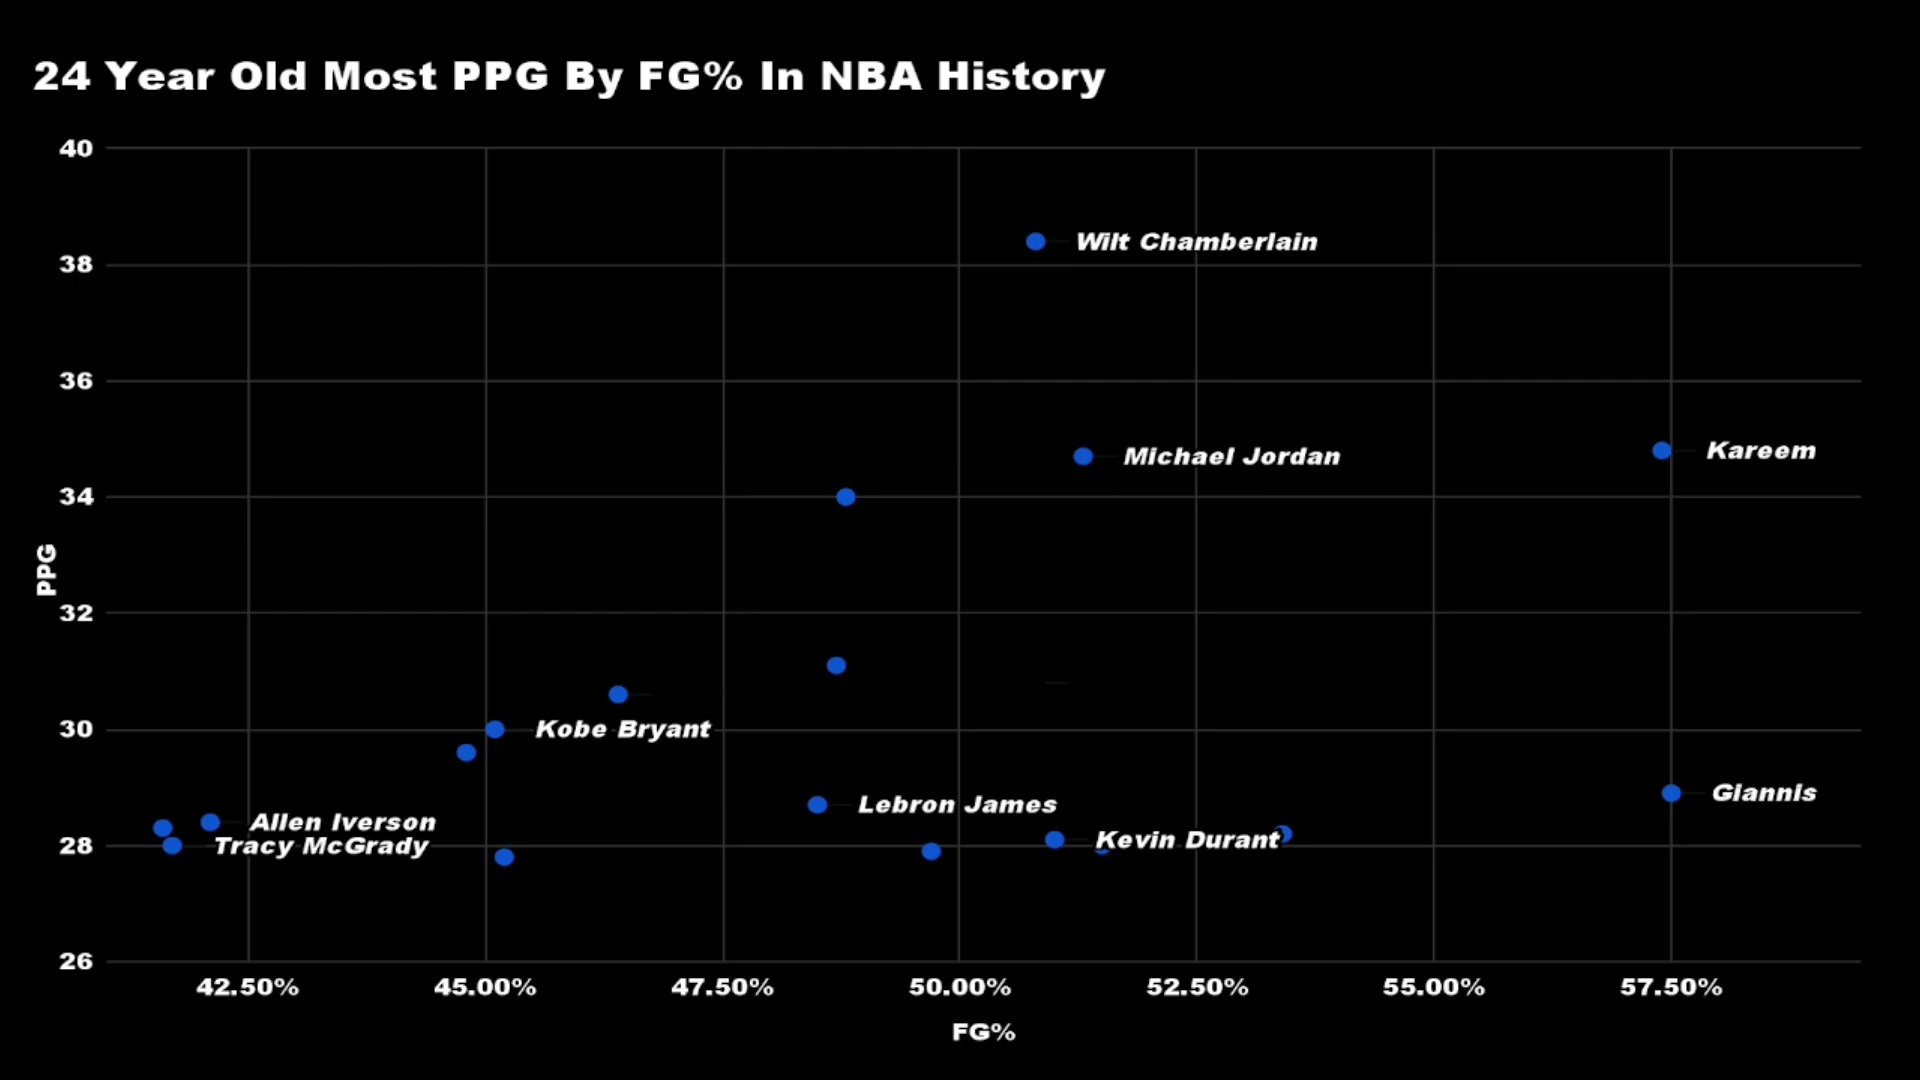 24 Year Old Most PPG By FG% In NBA History
40
38
36
34
32
30
28
26
PPG
Wilt Chamberlain
Michael Jordan
Kareem
Kobe Bryant
Giannis
Lebron James
Allen Iverson
Kevin Durant
Tracy McGrady
42.50%
45.00%
47.50%
50.00%
52.50%
55.00%
57.50%
FG%